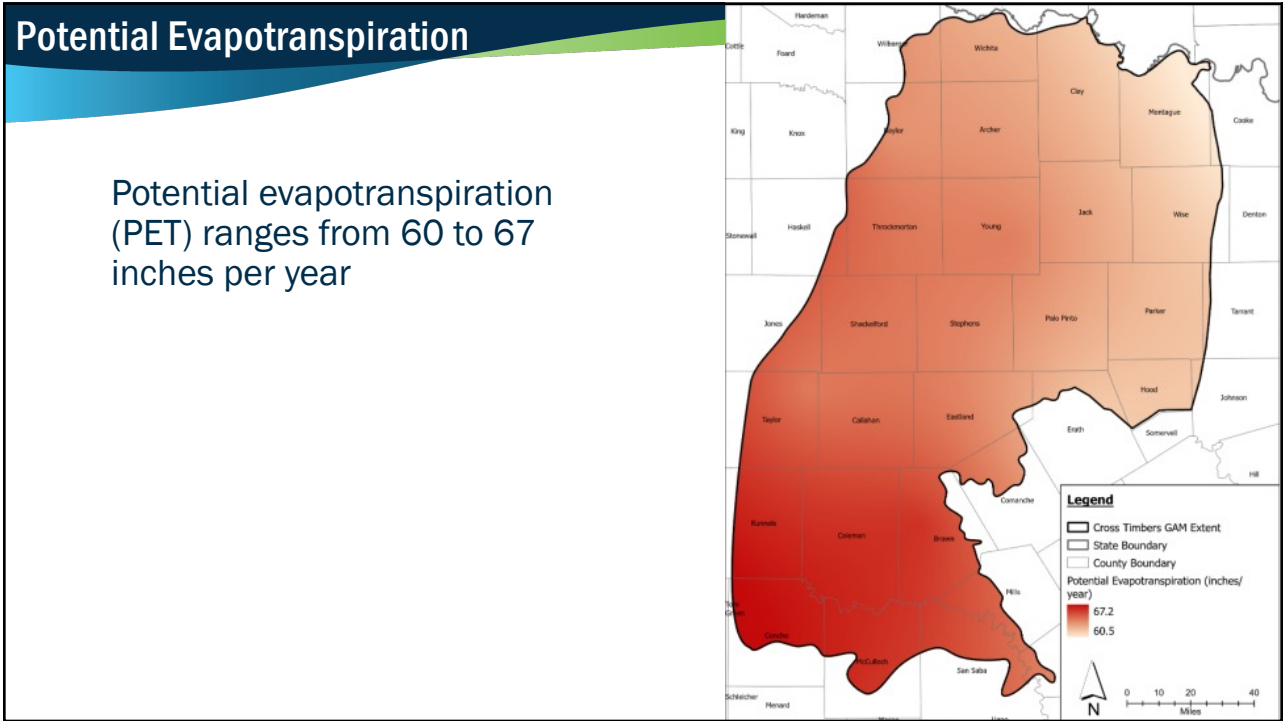 Potential Evapotranspiration
Potential evapotranspiration
(PET) ranges from 60 to 67
inches per year
Hardeman
Cottle
Foard
Wichita
Clay
Montague
Cooke
King
Knox
Baylor
Archer
Stonewall
Haskell
Throckmorton
Young
Jack
Wise
Denton
Jones
Shackelford
Stephens
Palo Pinto
Parker
Tarrant
Taylor
Callahan
Eastland
Hood
Johnson
Erath
Somervell
Hill
Comanche
Runnels
Coleman
Brown
Mills
Tom
Green
Concho
McCulloch
San Saba
Schleicher
Menard
Legend
Cross Timbers GAM Extent
State Boundary
County Boundary
Potential Evapotranspiration (inches/
year)
67.2
60.5
N
0 10 20 40
Miles